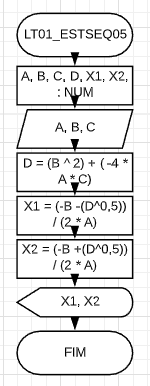 LT01_ESTSEQ05
A, B, C, D, X1, X2,
: NUM
A, B, C
D = (B ^ 2) + ( -4 *
A * C)
X1 = (-B -(D^0,5))
/ (2 * A)
X2 = (-B +(D^0,5))
/ (2 * A)
X1, X2
FIM